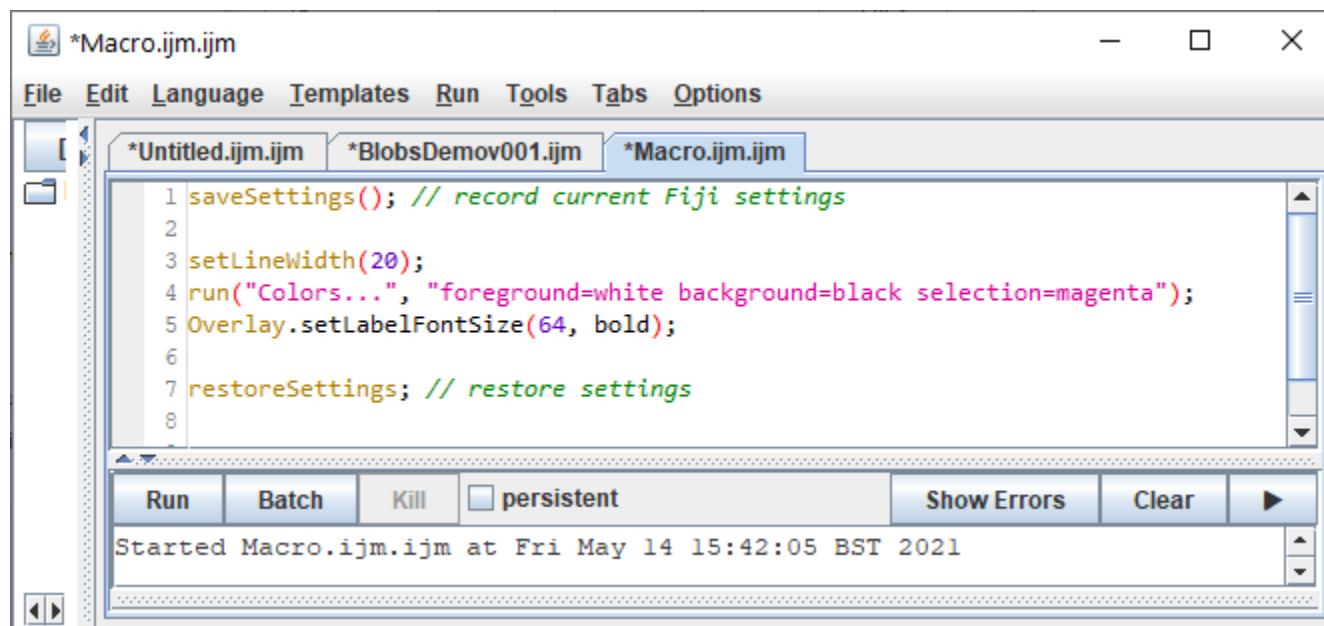 *Macro.ijm.ijm
File Edit Language Templates Run Tools Tabs Options
*Untitled.ijm.ijm *BlobsDemov001.ijm *Macro.ijm.ijm
1 saveSettings(); // record current Fiji settings
2
3 setLineWidth(20);
4 run("Colors...", "foreground=white background=black selection=magenta");
5 Overlay.setLabelFontSize(64, bold);
6
7 restoreSettings; // restore settings
8
Run Batch Kill persistent Show Errors Clear
Started Macro.ijm.ijm at Fri May 14 15:42:05 BST 2021